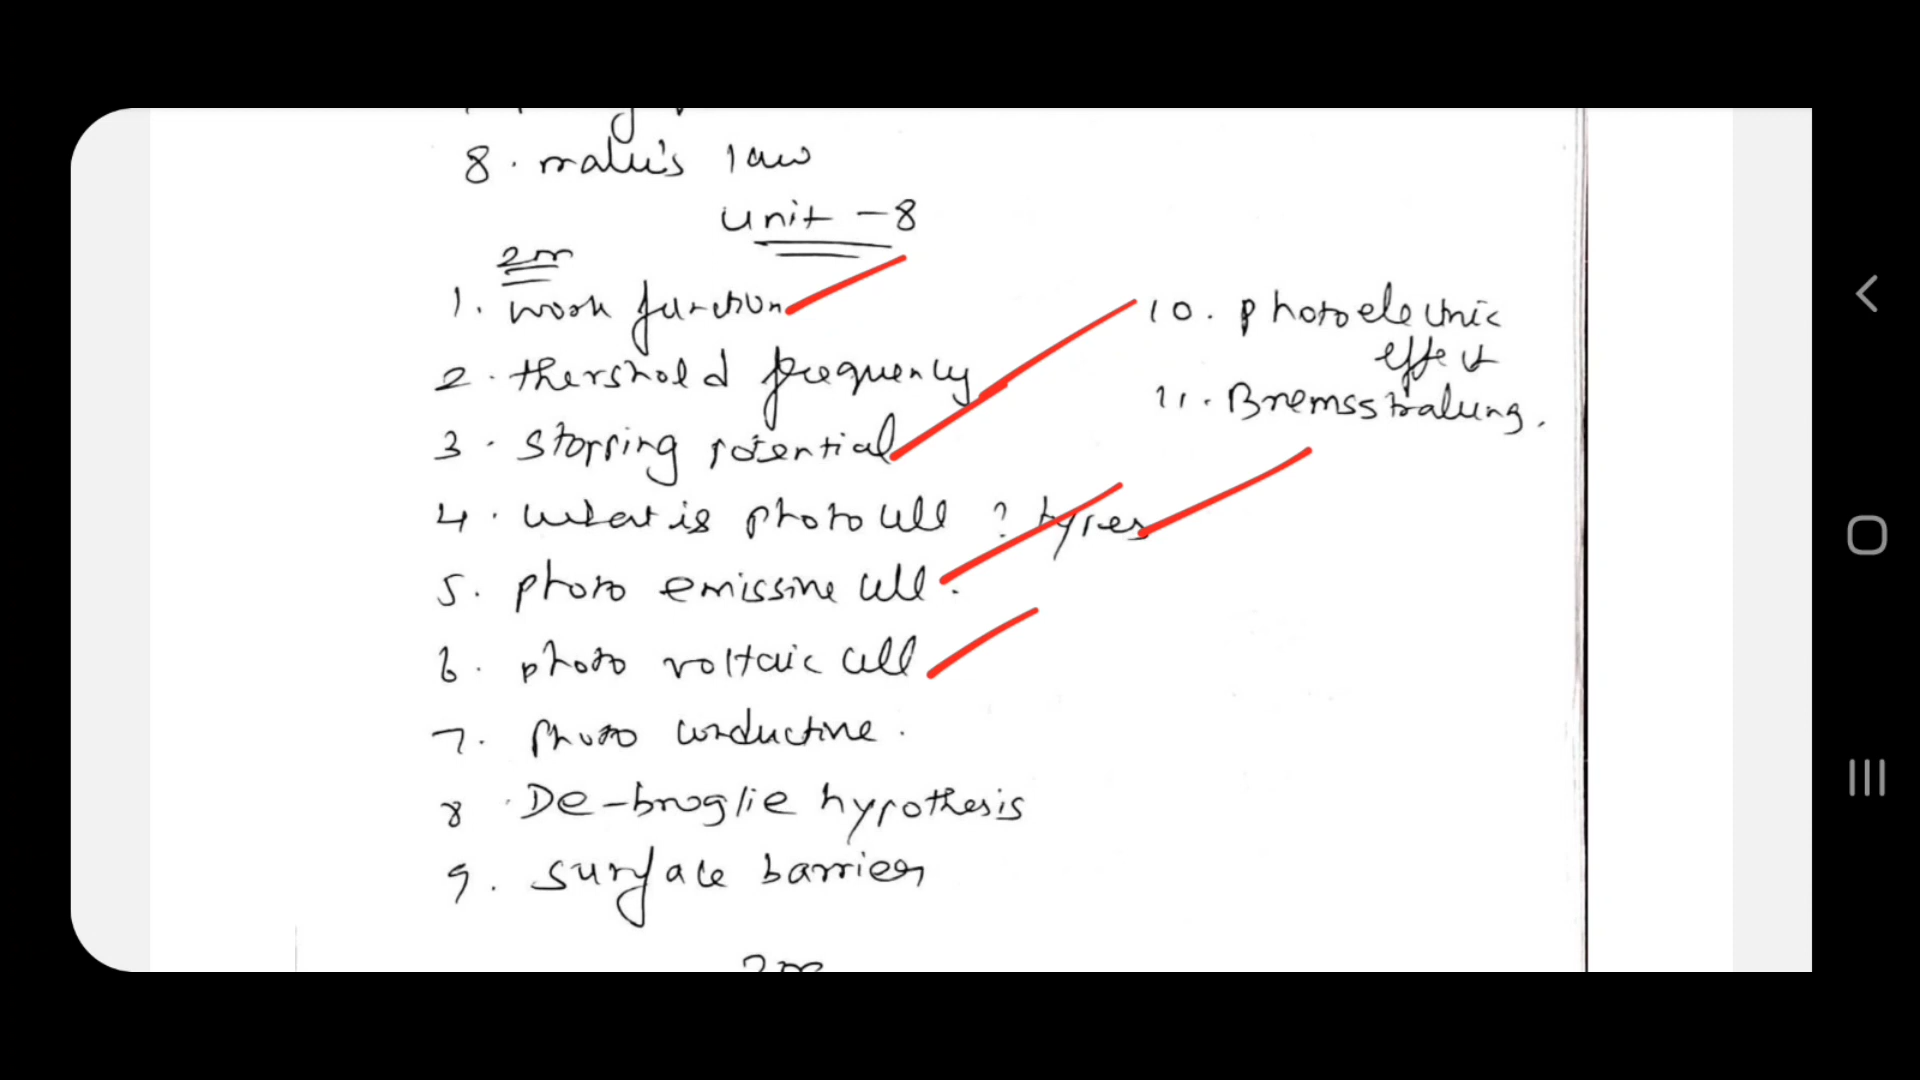 8. malu's law
unit - 8
2m
1. work function
2. thershold frequency
3. stopping potential
4. what is photo cell ? types
5. photo emissive cell.
6. photo voltaic cell
7. photo conductive.
8. De-broglie hypothesis
9. surface barrier
10. photoelectric
effect
11. Bremsstralung.